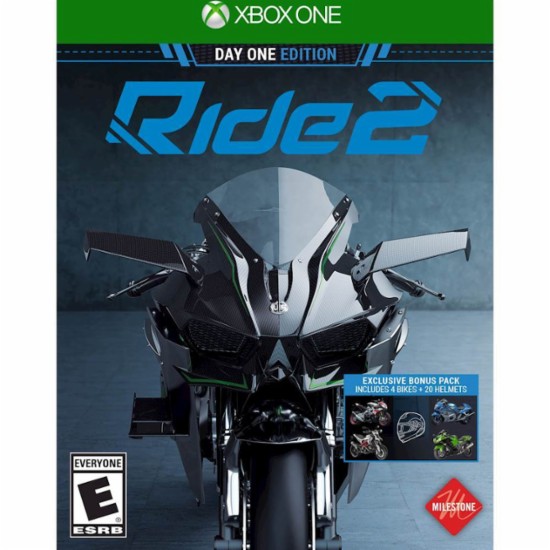 XBOX ONE
DAY ONE EDITION
Ride2
EXCLUSIVE BONUS PACK
INCLUDES 4 BIKES + 20 HELMETS
EVERYONE
E
ESRB
MILESTONE